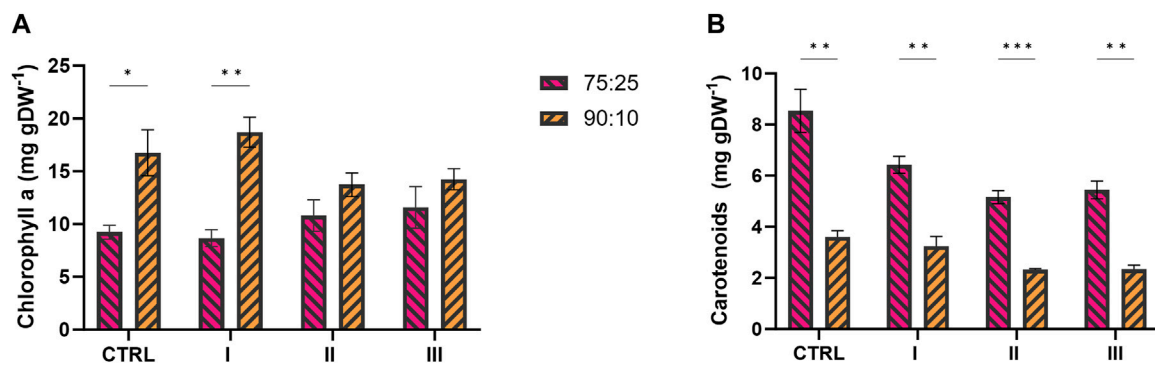 A
Chlorophyll a (mg gDW-1)
25
20
15
10
5
0
*
**
CTRL
I
II
III
75:25
90:10
B
Carotenoids (mg gDW-1)
10
8
6
4
2
0
**
**
***
**
CTRL
I
II
III